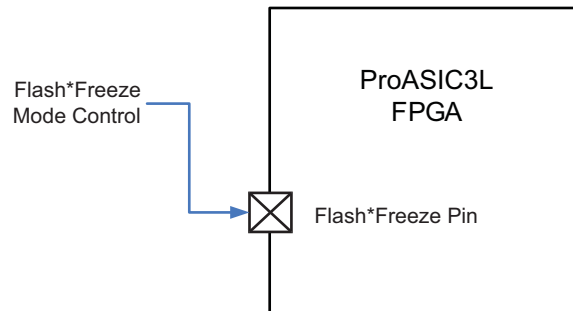 ProASIC3L
FPGA
Flash*Freeze
Mode Control
Flash*Freeze Pin